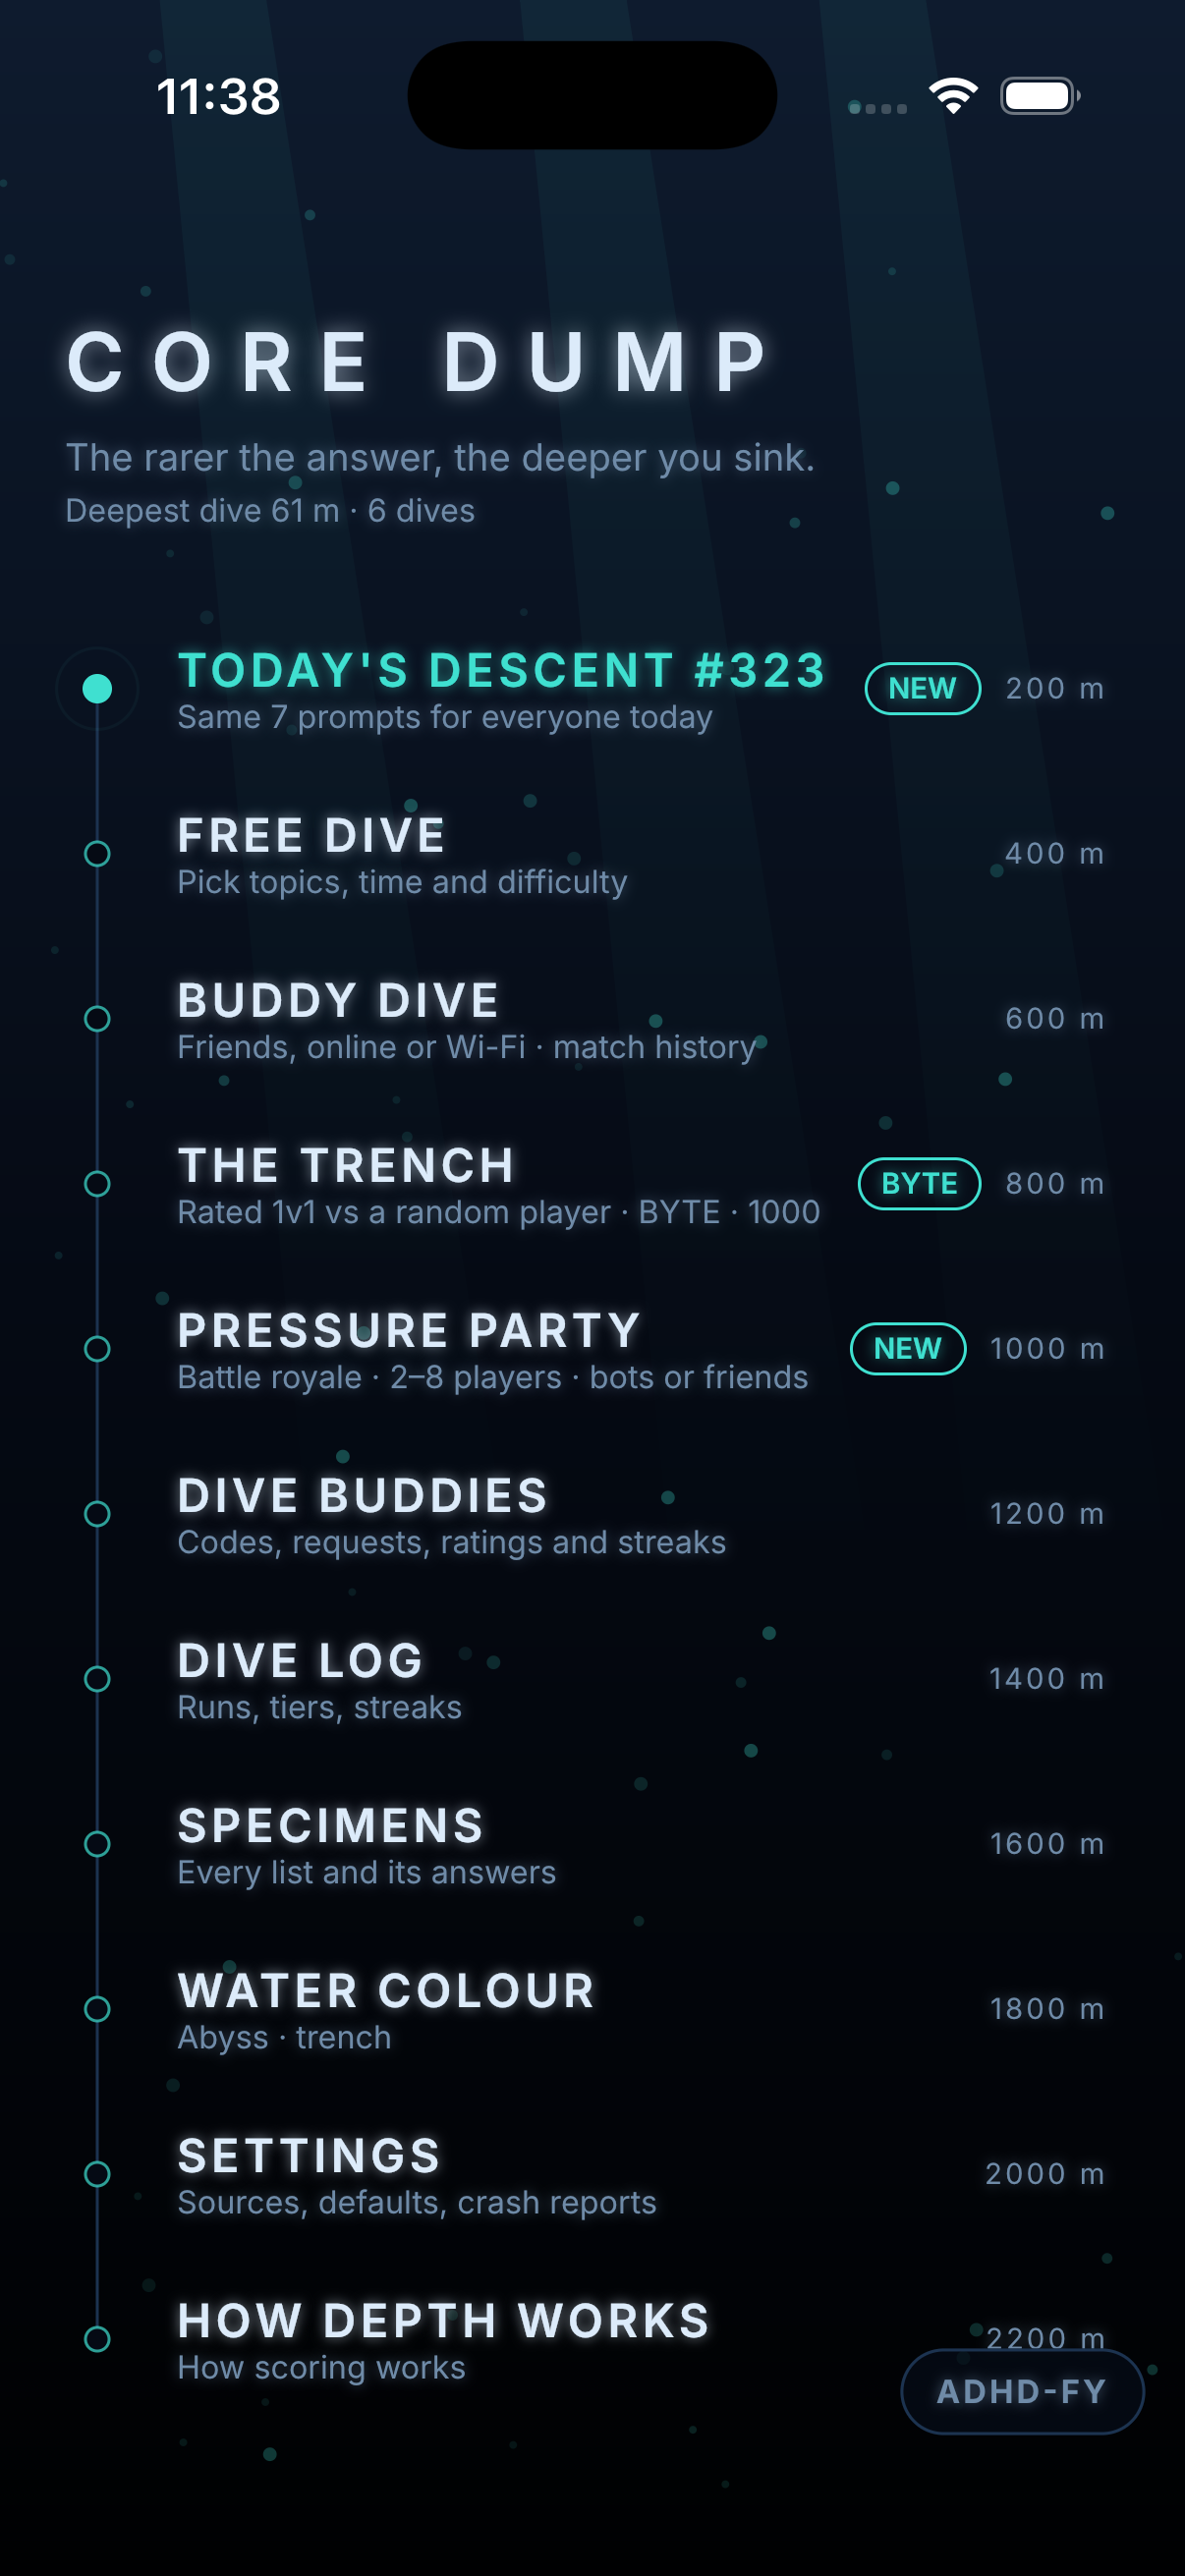 11:38
CORE DUMP
The rarer the answer, the deeper you sink.
Deepest dive 61 m · 6 dives
TODAY'S DESCENT #323
Same 7 prompts for everyone today
NEW
200 m
FREE DIVE
Pick topics, time and difficulty
400 m
BUDDY DIVE
Friends, online or Wi-Fi · match history
600 m
THE TRENCH
Rated 1v1 vs a random player · BYTE · 1000
BYTE
800 m
PRESSURE PARTY
Battle royale · 2–8 players · bots or friends
NEW
1000 m
DIVE BUDDIES
Codes, requests, ratings and streaks
1200 m
DIVE LOG
Runs, tiers, streaks
1400 m
SPECIMENS
Every list and its answers
1600 m
WATER COLOUR
Abyss · trench
1800 m
SETTINGS
Sources, defaults, crash reports
2000 m
HOW DEPTH WORKS
How scoring works
2200 m
ADHD-FY